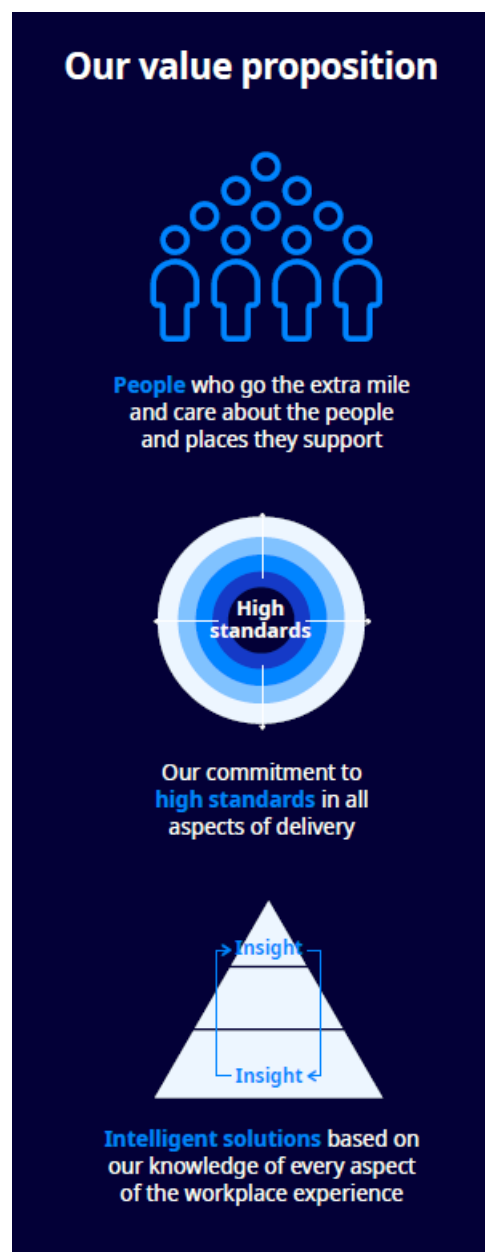 Our value proposition
People who go the extra mile
and care about the people
and places they support
High
standards
Our commitment to
high standards in all
aspects of delivery
Insight
Insight
Intelligent solutions based on
our knowledge of every aspect
of the workplace experience